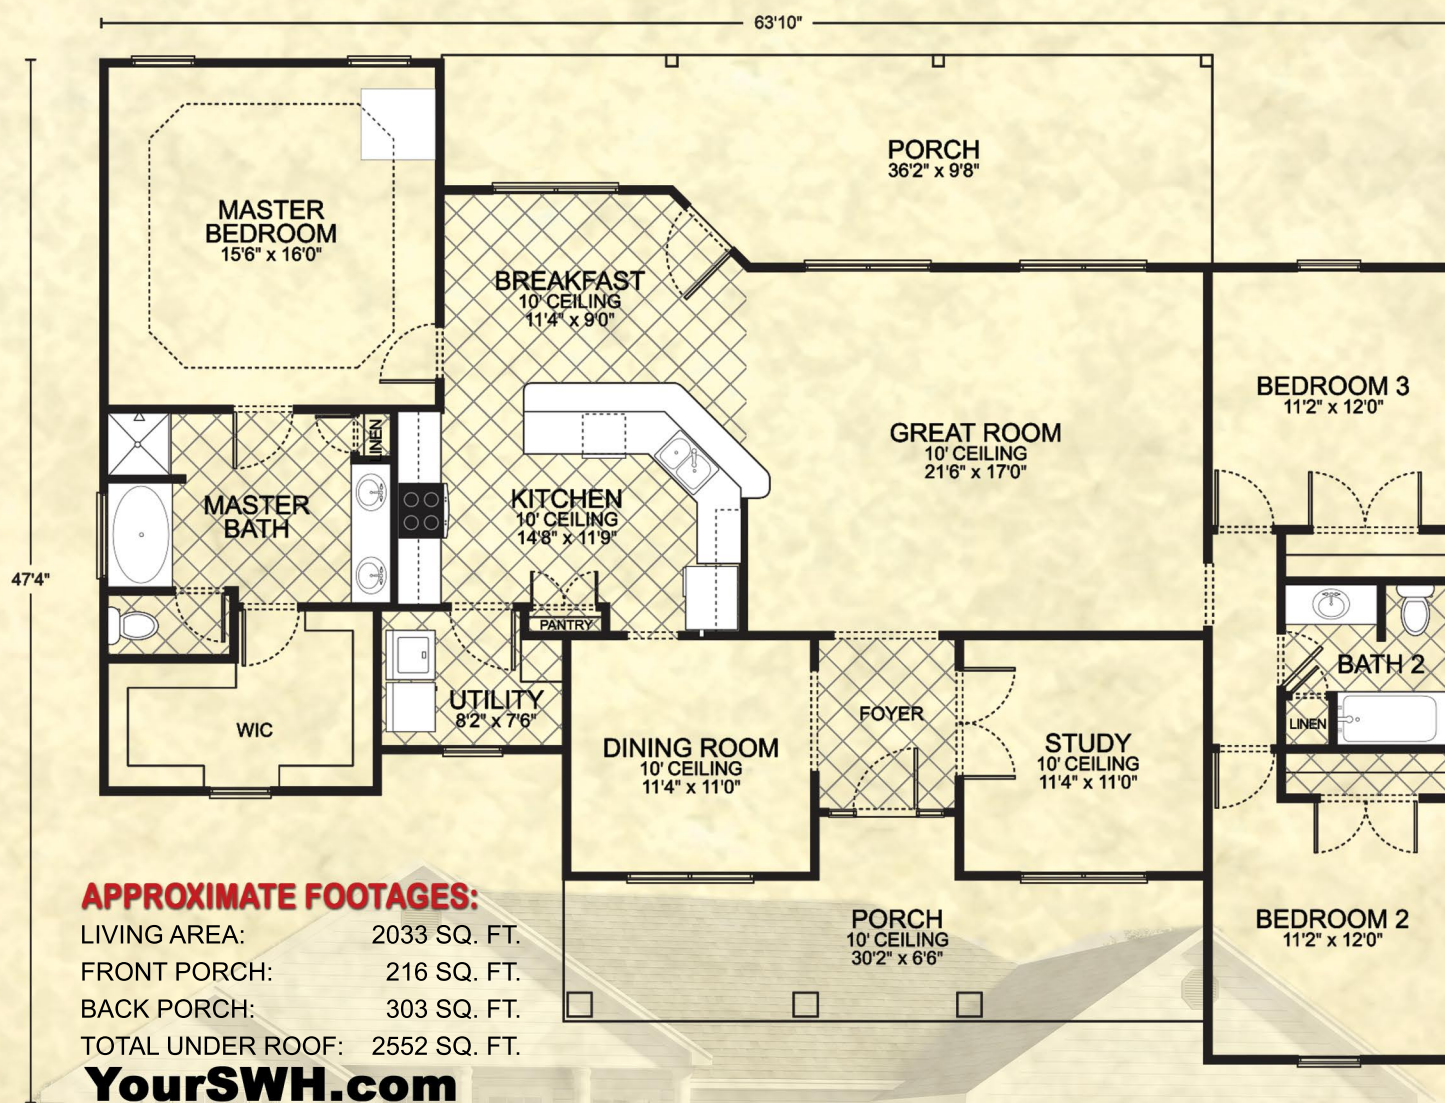 63'10"
PORCH
36'2" x 9'8"
MASTER
BEDROOM
15'6" x 16'0"
BREAKFAST
10' CEILING
11'4" x 9'0"
BEDROOM 3
11'2" x 12'0"
GREAT ROOM
10' CEILING
21'6" x 17'0"
LINEN
MASTER
BATH
KITCHEN
10' CEILING
14'8" x 11'9"
47'4"
PANTRY
BATH 2
UTILITY
8'2" x 7'6"
FOYER
LINEN
WIC
DINING ROOM
10' CEILING
11'4" x 11'0"
STUDY
10' CEILING
11'4" x 11'0"
PORCH
10' CEILING
30'2" x 6'6"
BEDROOM 2
11'2" x 12'0"
APPROXIMATE FOOTAGES:
LIVING AREA: 2033 SQ. FT.
FRONT PORCH: 216 SQ. FT.
BACK PORCH: 303 SQ. FT.
TOTAL UNDER ROOF: 2552 SQ. FT.
YourSWH.com